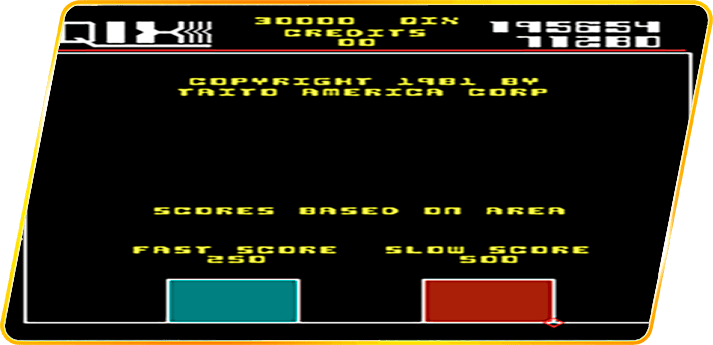 QIX
30000 QIX
CREDITS
00
195654
71280
COPYRIGHT 1981 BY
TAITO AMERICA CORP
SCORES BASED ON AREA
FAST SCORE
250
SLOW SCORE
500